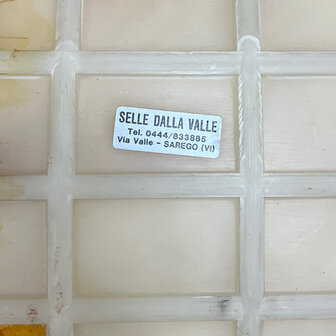 SELLE DALLA VALLE
Tel. 0444/833885
Via Valle - SAREGO (VI)